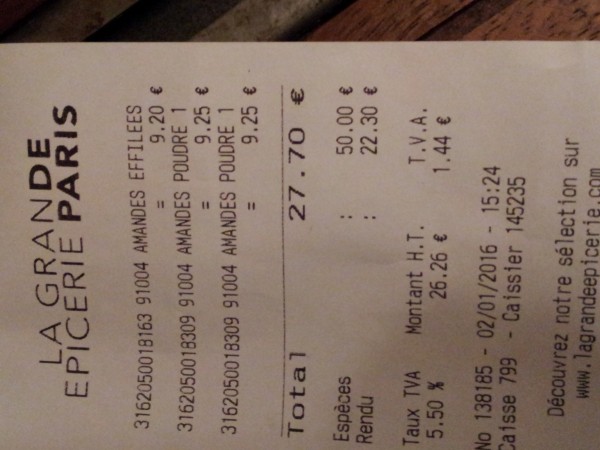 LA GRANDE
EPICERIE PARIS
3162050018163 91004 AMANDES EFFILEES
= 9.20 €
3162050018309 91004 AMANDES POUDRE 1
= 9.25 €
3162050018309 91004 AMANDES POUDRE 1
= 9.25 €
Total 27.70 €
Espèces : 50.00 €
Rendu : 22.30 €
Taux TVA Montant H.T. T.V.A.
5.50 % 26.26 € 1.44 €
No 138185 - 02/01/2016 - 15:24
Caisse 799 - Caissier 145235
Découvrez notre sélection sur
www.lagrandeepicerie.com